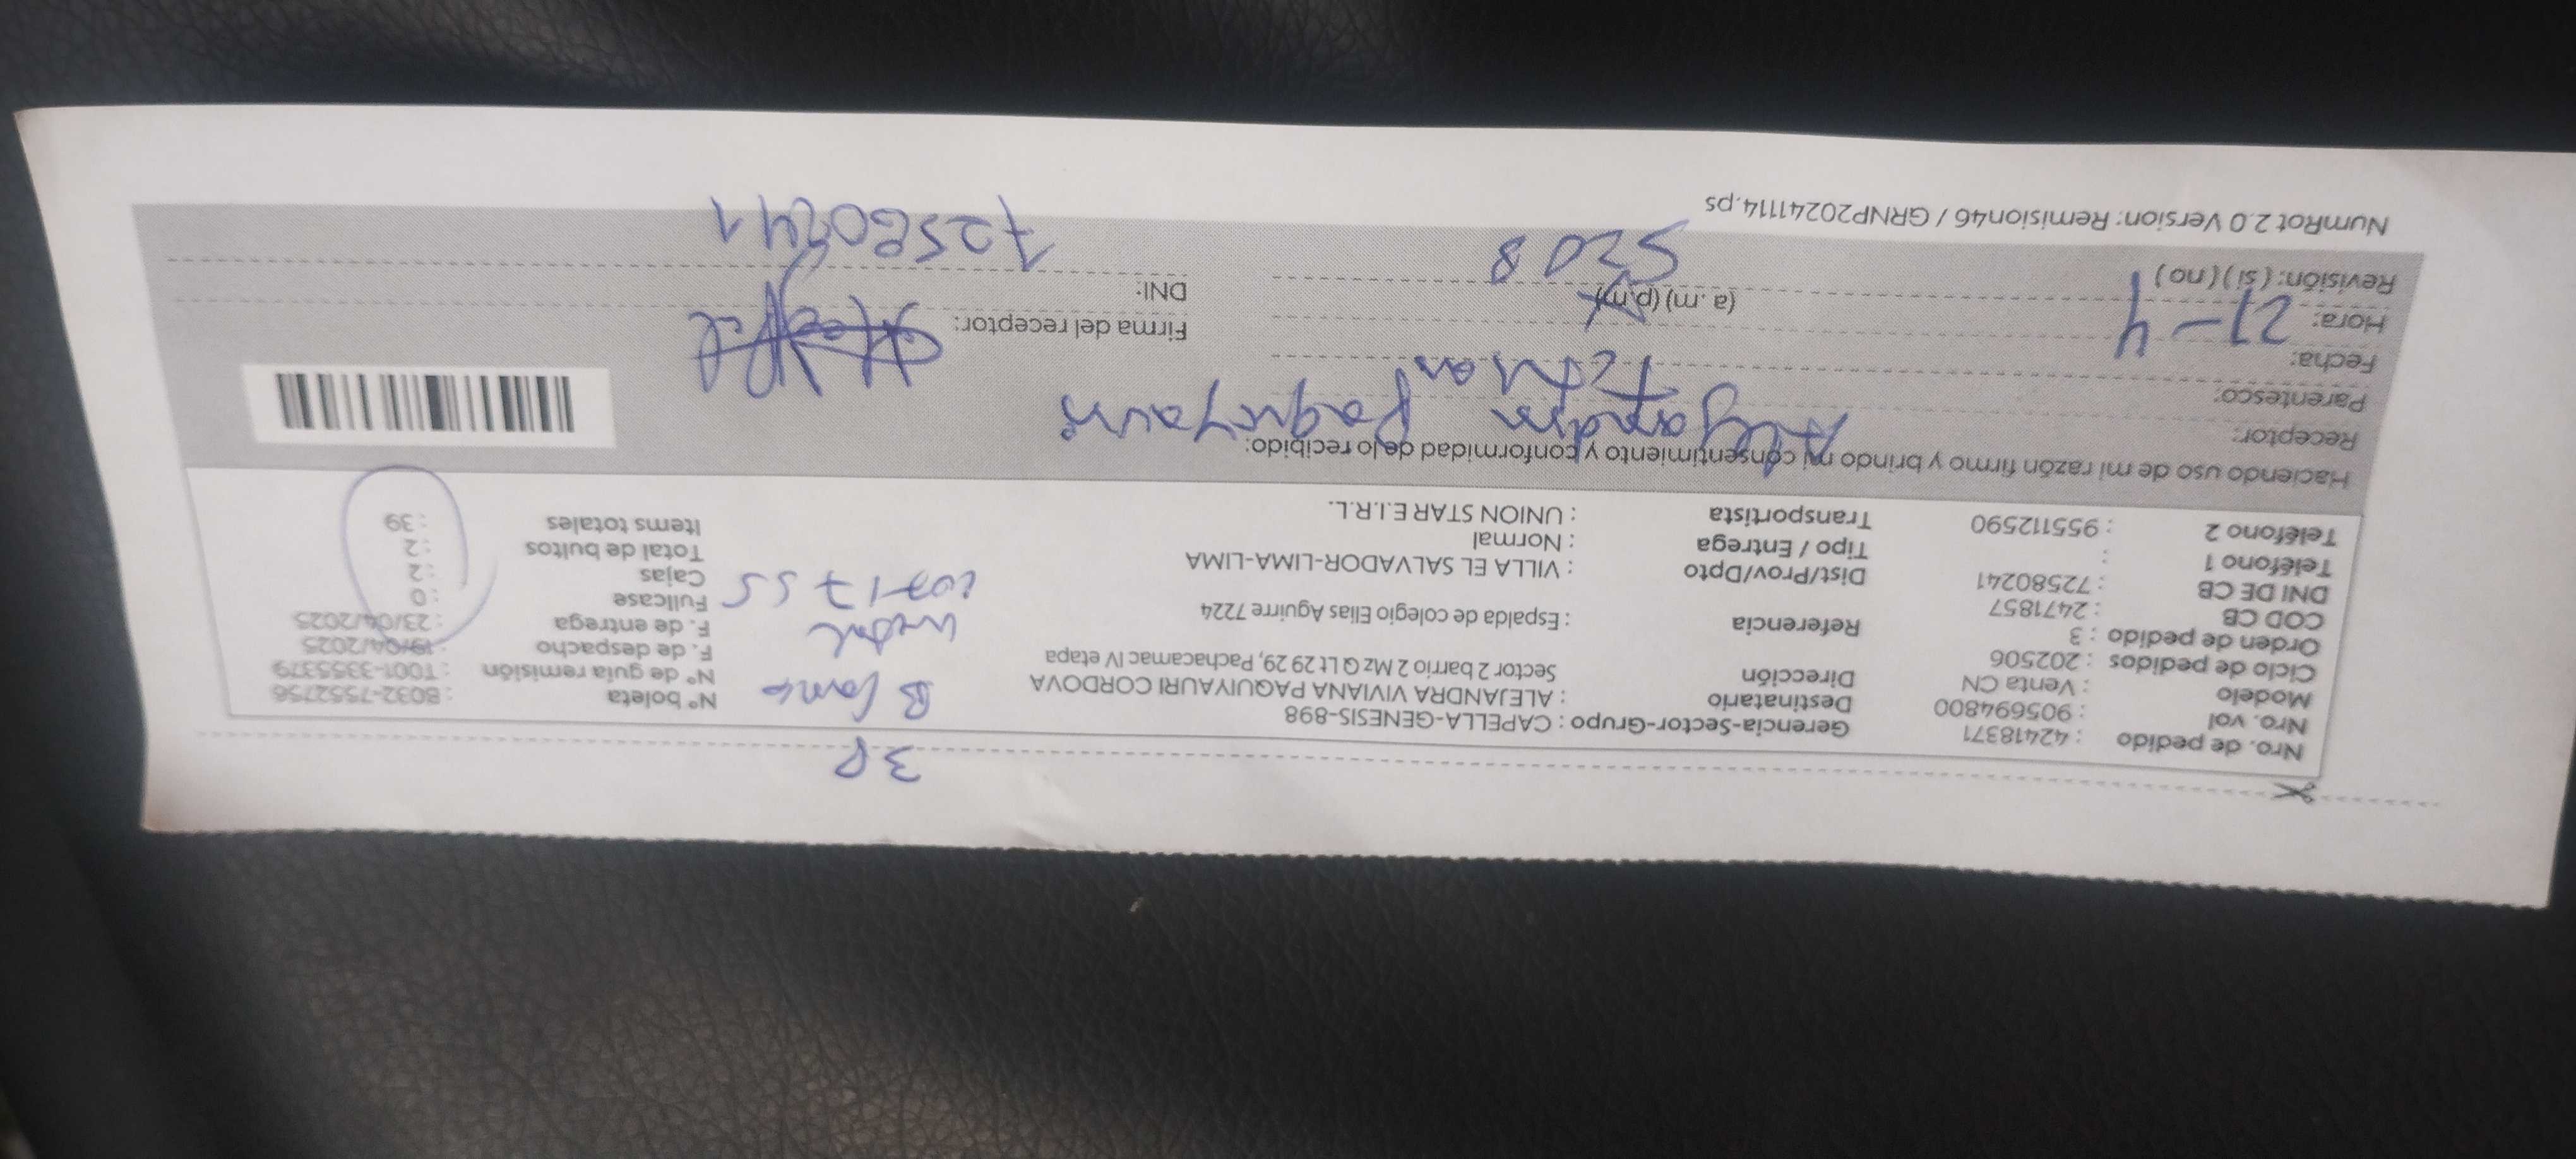 3P
Nro. de pedido : 42418371 Gerencia-Sector-Grupo : CAPELLA-GENESIS-898 N° boleta : B032-7552756
Nro. vol : 905694800 Destinatario : ALEJANDRA VIVIANA PAQUIYAURI CORDOVA N° de guía remisión : T001-3355379
Modelo : Venta CN Dirección Sector 2 barrio 2 Mz Q Lt 29 29, Pachacamac IV etapa F. de despacho : 19/04/2025
Ciclo de pedidos : 202506 F. de entrega : 23/04/2025
Orden de pedido : 3 Referencia : Espalda de colegio Elias Aguirre 7224 Fullcase : 0
COD CB : 2471857 Dist/Prov/Dpto : VILLA EL SALVADOR-LIMA-LIMA Cajas : 2
DNI DE CB : 72580241 Tipo / Entrega : Normal Total de bultos : 2
Teléfono 1 : Transportista : UNION STAR E.I.R.L. Items totales : 39
Teléfono 2 : 955112590
Haciendo uso de mi razón firmo y brindo mi consentimiento y conformidad de lo recibido:
Receptor: Alejandra Paquiyauri
Parentesco:
Fecha: 21-4
Hora: (a.m) (p.m) Firma del receptor:
Revisión: ( si ) ( no ) 5208 DNI: 72580241
NumRot 2.0 Version: Remision46 / GRNP20241114.ps